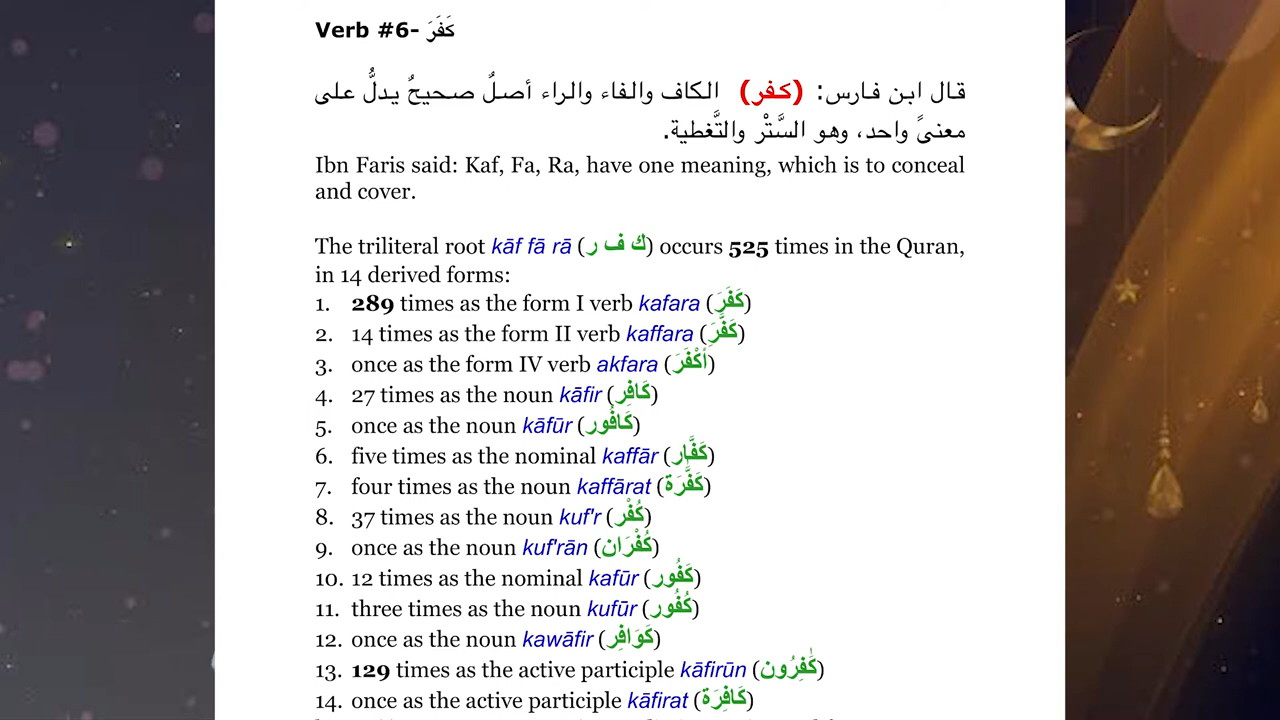 Verb #6- كَفَرَ
قال ابن فارس: (كفر) الكاف والفاء والراء أصلٌ صحيحٌ يدلُّ على
معنىً واحد، وهو السَّتْر والتَّغطية.
Ibn Faris said: Kaf, Fa, Ra, have one meaning, which is to conceal
and cover.
The triliteral root kāf fā rā (ك ف ر) occurs 525 times in the Quran,
in 14 derived forms:
1. 289 times as the form I verb kafara (كَفَرَ)
2. 14 times as the form II verb kaffara (كَفَّرَ)
3. once as the form IV verb akfara (أَكْفَرَ)
4. 27 times as the noun kāfir (كَافِر)
5. once as the noun kāfūr (كَافُور)
6. five times as the nominal kaffār (كَفَّار)
7. four times as the noun kaffārat (كَفَّرَة)
8. 37 times as the noun kuf'r (كُفْر)
9. once as the noun kuf'rān (كُفْرَان)
10. 12 times as the nominal kafūr (كَفُور)
11. three times as the noun kufūr (كُفُور)
12. once as the noun kawāfir (كَوَافِر)
13. 129 times as the active participle kāfirūn (كَٰفِرُون)
14. once as the active participle kāfirat (كَافِرَة)